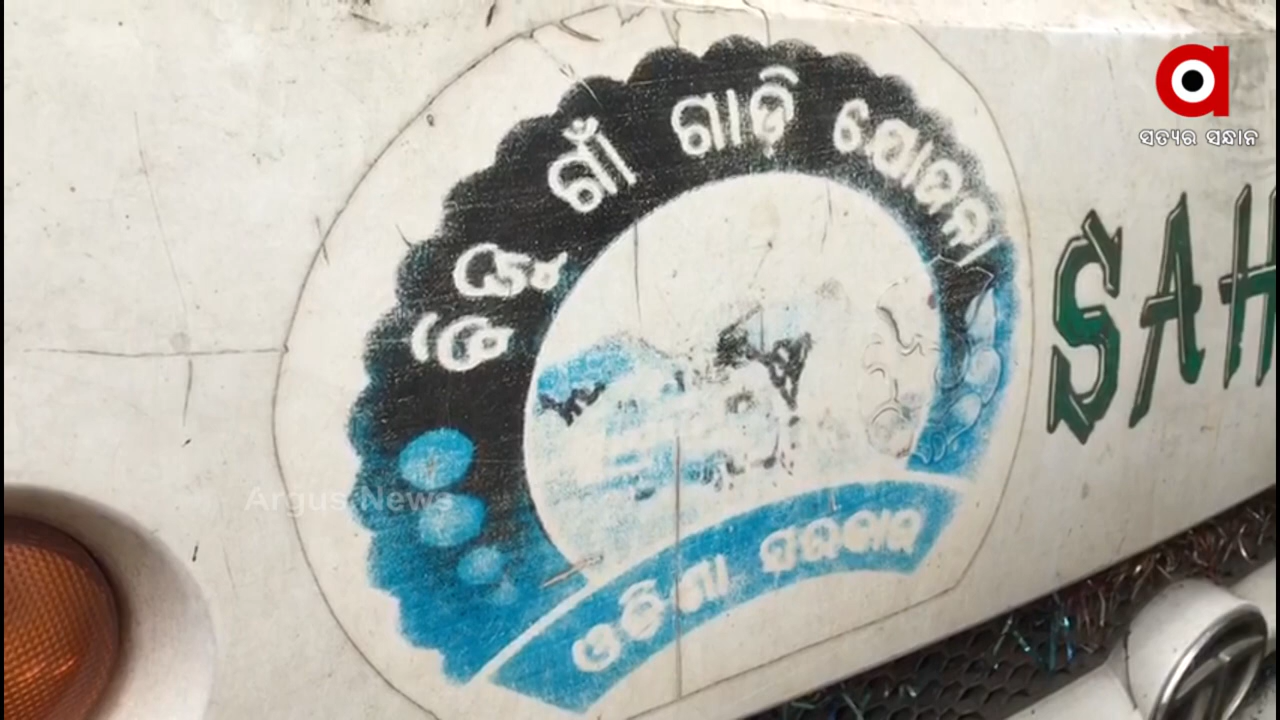 ବିଜୁ ଗାଁ ଗାଡ଼ି ଯୋଜନା
ଓଡ଼ିଶା ସରକାର
SAH
ସତ୍ୟର ସନ୍ଧାନ
Argus News